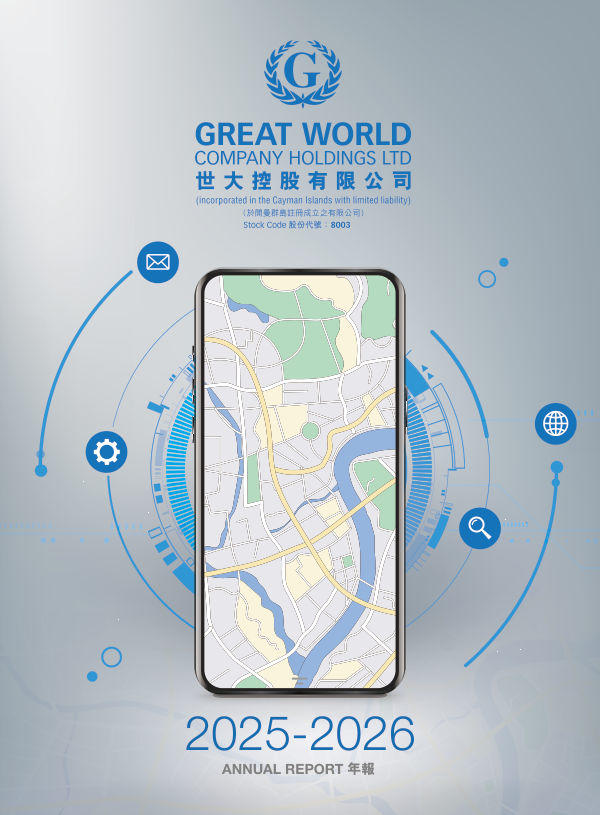 G
GREAT WORLD
COMPANY HOLDINGS LTD
世大控股有限公司
(incorporated in the Cayman Islands with limited liability)
(於開曼群島註冊成立之有限公司)
Stock Code 股份代號：8003
2025-2026
ANNUAL REPORT 年報